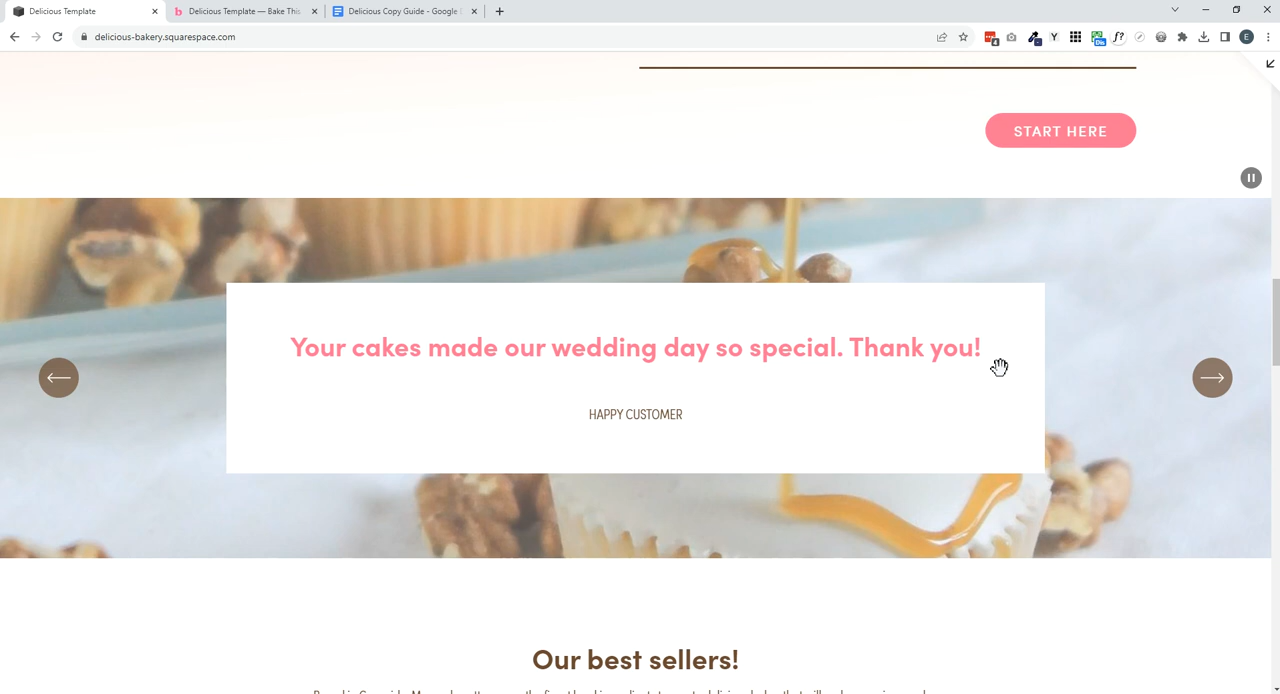 Delicious Template
Delicious Template — Bake This
Delicious Copy Guide - Google
delicious-bakery.squarespace.com
START HERE
Your cakes made our wedding day so special. Thank you!
HAPPY CUSTOMER
Our best sellers!